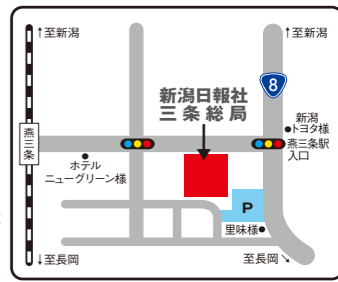 ↑至新潟
↑至新潟
8
新潟日報社
三条総局
新潟
トヨタ様
燕三条駅
入口
燕三条
ホテル
ニューグリーン様
P
里味様
↓至長岡
至長岡↘